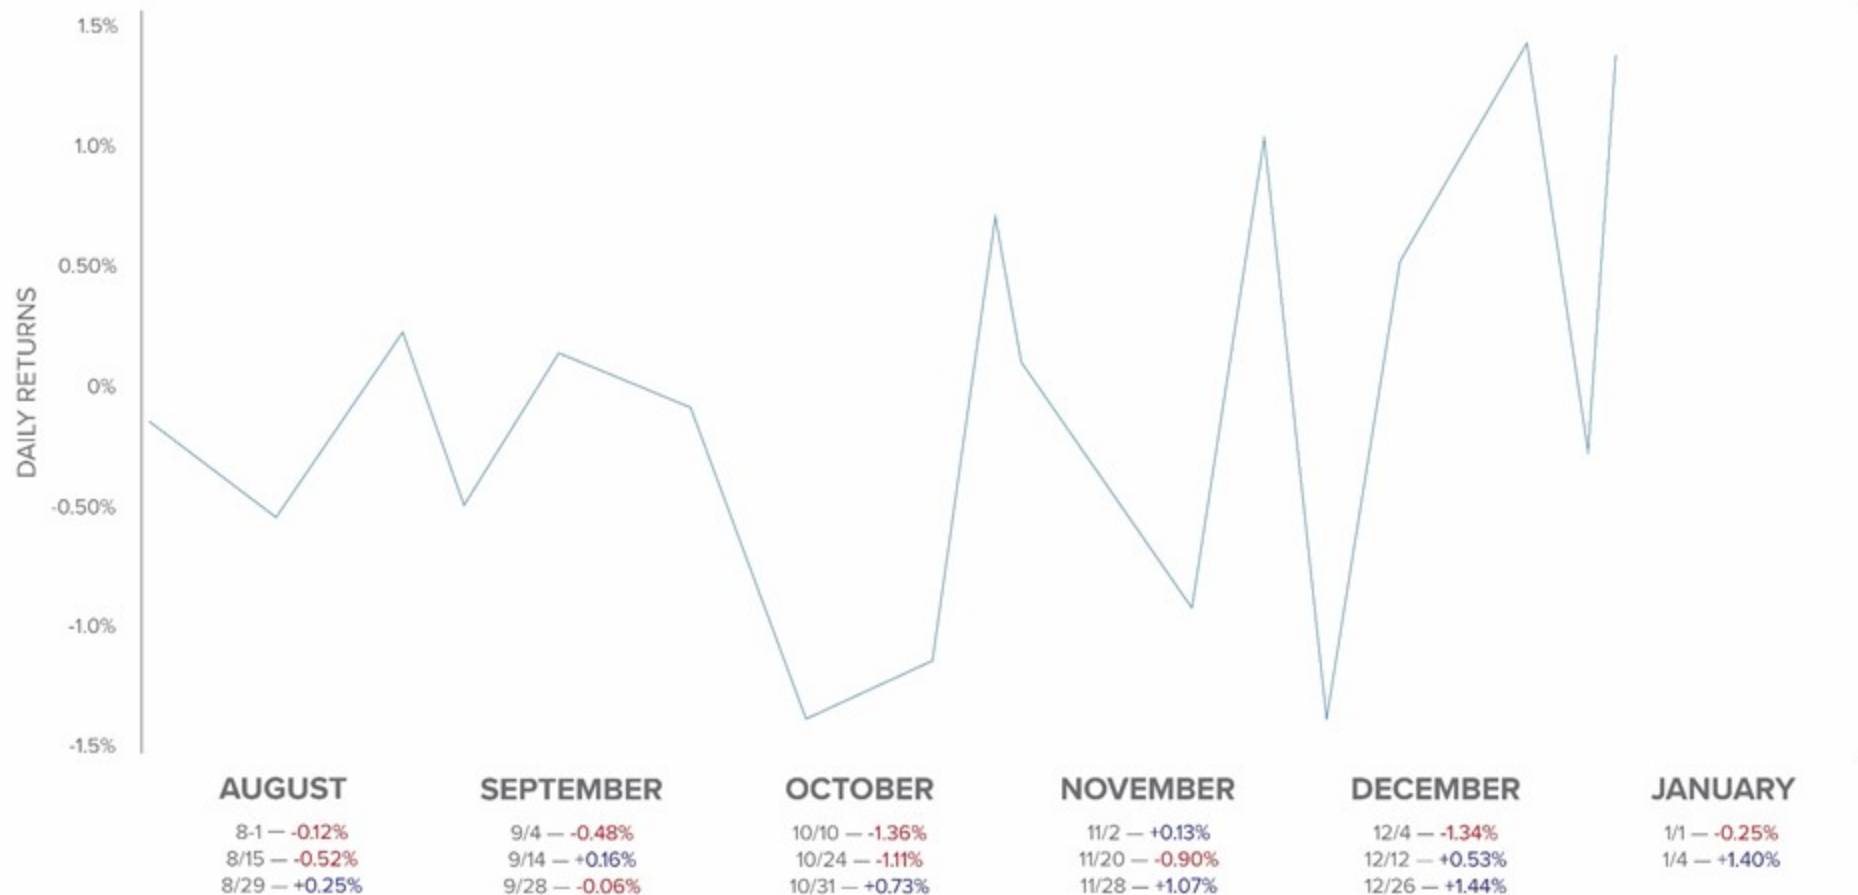 1.5%
1.0%
0.50%
0%
-0.50%
-1.0%
-1.5%
DAILY RETURNS
AUGUST
8-1 — -0.12%
8/15 — -0.52%
8/29 — +0.25%
SEPTEMBER
9/4 — -0.48%
9/14 — +0.16%
9/28 — -0.06%
OCTOBER
10/10 — -1.36%
10/24 — -1.11%
10/31 — +0.73%
NOVEMBER
11/2 — +0.13%
11/20 — -0.90%
11/28 — +1.07%
DECEMBER
12/4 — -1.34%
12/12 — +0.53%
12/26 — +1.44%
JANUARY
1/1 — -0.25%
1/4 — +1.40%